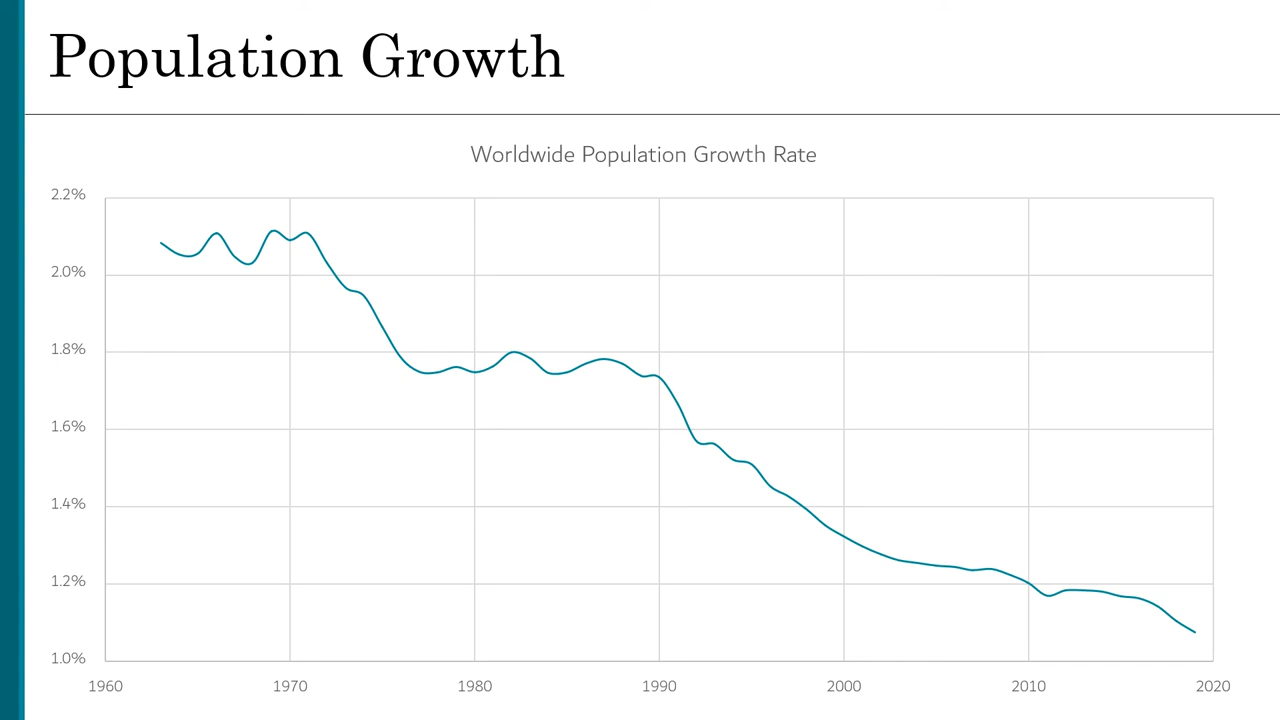 Population Growth
Worldwide Population Growth Rate
2.2%
2.0%
1.8%
1.6%
1.4%
1.2%
1.0%
1960 1970 1980 1990 2000 2010 2020